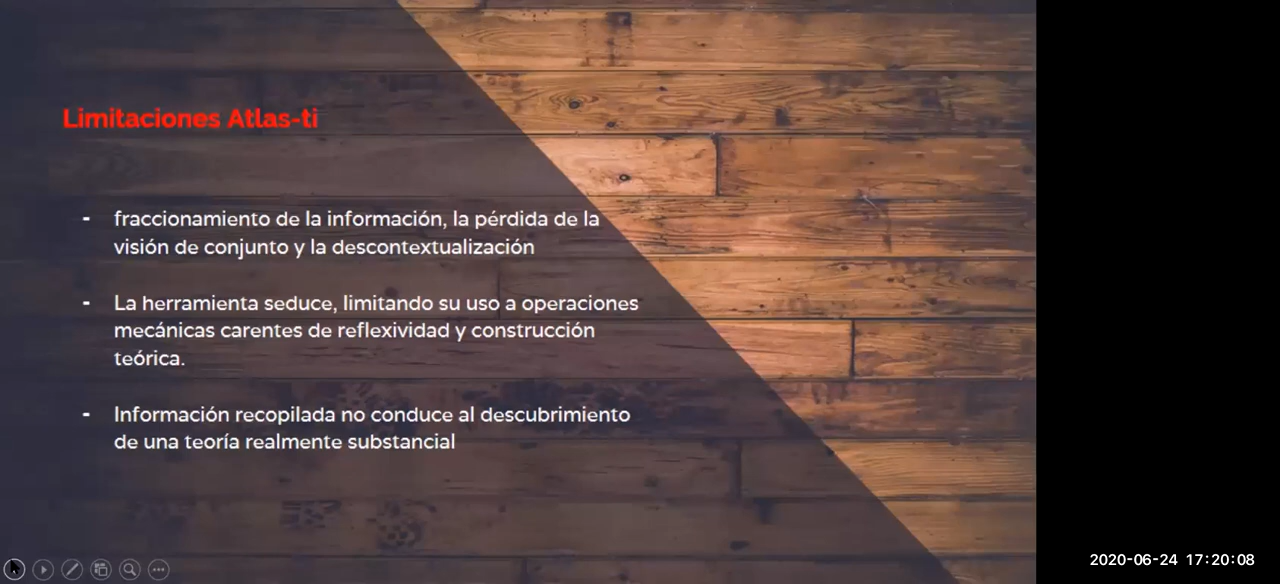 Limitaciones Atlas-ti
- fraccionamiento de la información, la pérdida de la
visión de conjunto y la descontextualización
- La herramienta seduce, limitando su uso a operaciones
mecánicas carentes de reflexividad y construcción
teórica.
- Información recopilada no conduce al descubrimiento
de una teoría realmente substancial
2020-06-24 17:20:08